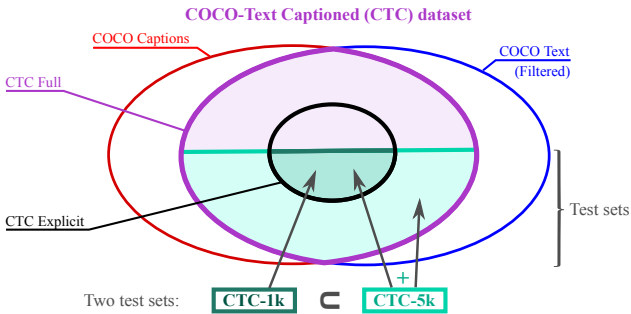 COCO-Text Captioned (CTC) dataset
COCO Captions
COCO Text
(Filtered)
CTC Full
CTC Explicit
Test sets
+
Two test sets: CTC-1k ⊂ CTC-5k